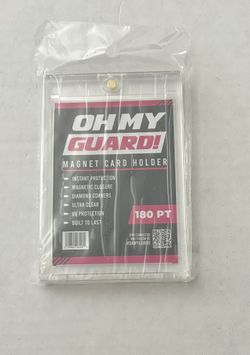 OH MY
GUARD!
MAGNET CARD HOLDER
• INSTANT PROTECTION
• MAGNETIC CLOSURE
• DIAMOND CORNERS
• ULTRA CLEAR
• UV PROTECTION
• BUILT TO LAST
180 PT